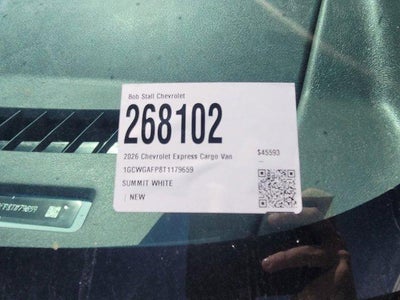 Bob Stall Chevrolet
268102
2026 Chevrolet Express Cargo Van
$45593
1GCWGAFP8T1179659
SUMMIT WHITE
| NEW